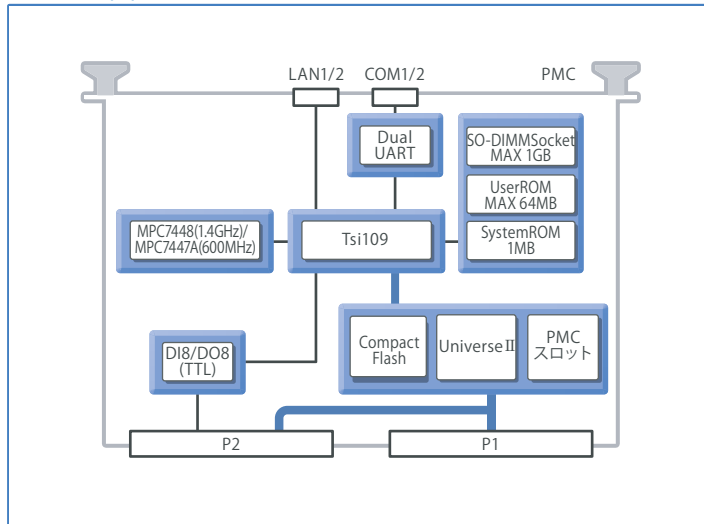 LAN1/2 COM1/2 PMC
Dual
UART
SO-DIMMSocket
MAX 1GB
UserROM
MAX 64MB
SystemROM
1MB
MPC7448(1.4GHz)/
MPC7447A(600MHz)
Tsi109
Compact
Flash
UniverseⅡ
PMC
スロット
DI8/DO8
(TTL)
P2
P1